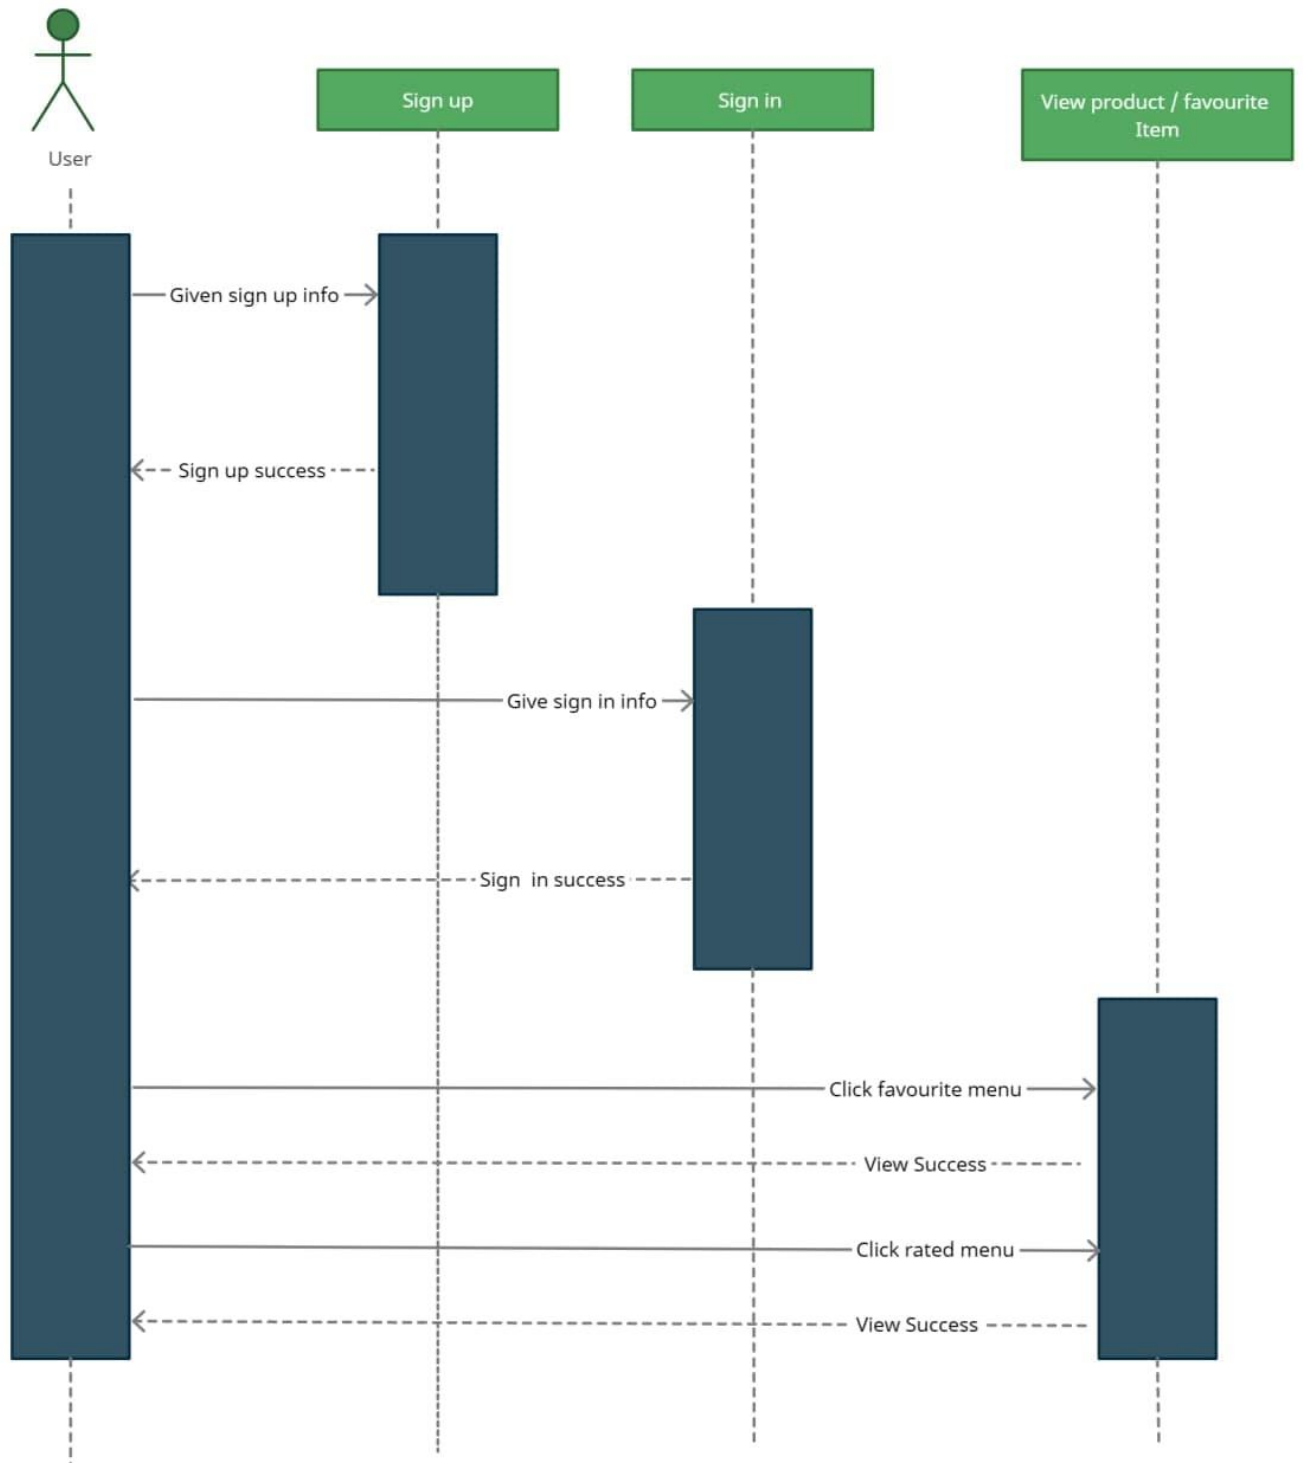 User
Sign up
Sign in
View product / favourite
Item
Given sign up info
Sign up success
Give sign in info
Sign in success
Click favourite menu
View Success
Click rated menu
View Success